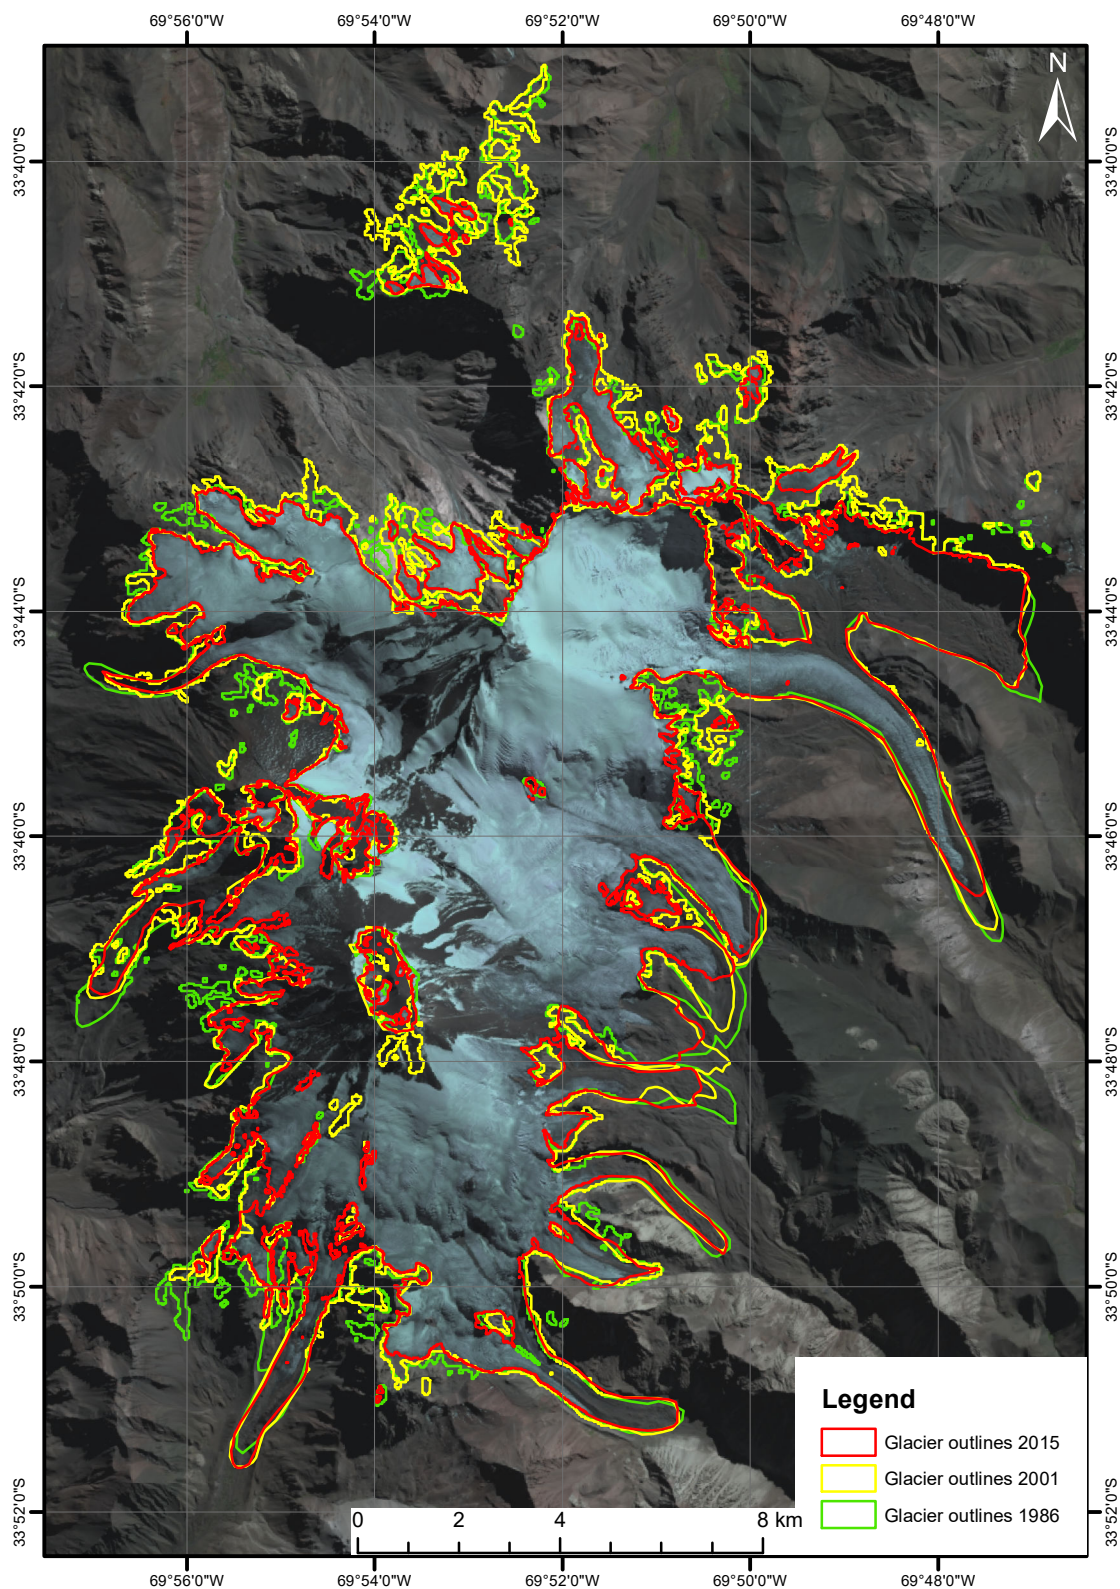 69°56'0"W 69°54'0"W 69°52'0"W 69°50'0"W 69°48'0"W
N
33°40'0"S 33°40'0"S
33°42'0"S 33°42'0"S
33°44'0"S 33°44'0"S
33°46'0"S 33°46'0"S
33°48'0"S 33°48'0"S
33°50'0"S 33°50'0"S
33°52'0"S 33°52'0"S
Legend
Glacier outlines 2015
Glacier outlines 2001
Glacier outlines 1986
0 2 4 8 km
69°56'0"W 69°54'0"W 69°52'0"W 69°50'0"W 69°48'0"W